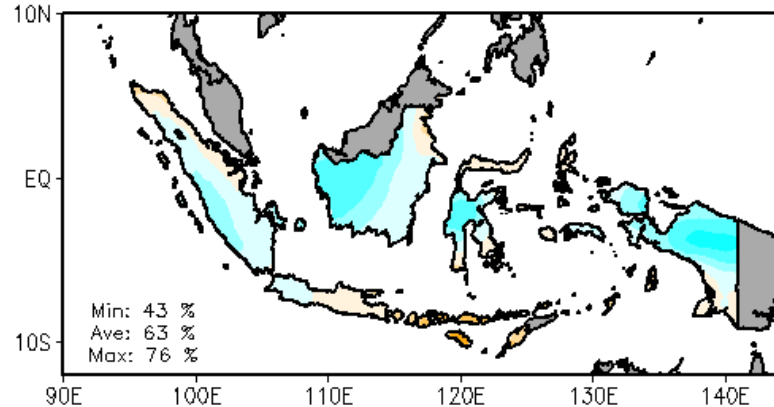 10N
EQ
Min: 43 %
Ave: 63 %
Max: 76 %
10S
90E 100E 110E 120E 130E 140E